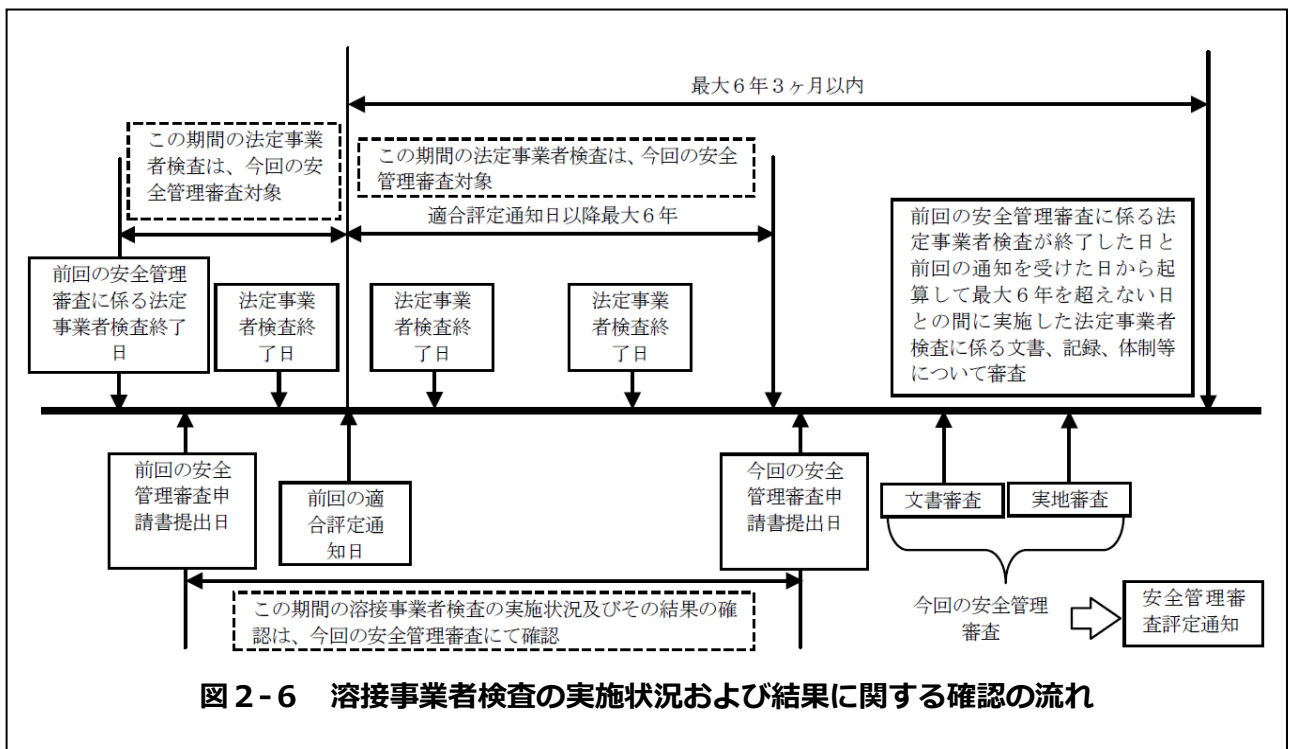 最大６年３ヶ月以内
この期間の法定事業
者検査は、今回の安
全管理審査対象
この期間の法定事業者検査は、今回の安全
管理審査対象
適合評定通知日以降最大６年
前回の安全管理審査に係る法
定事業者検査が終了した日と
前回の通知を受けた日から起
算して最大６年を超えない日
との間に実施した法定事業者
検査に係る文書、記録、体制等
について審査
前回の安全管理
審査に係る法定
事業者検査終了
日
法定事業
者検査終
了日
法定事業
者検査終
了日
法定事業
者検査終
了日
前回の安全
管理審査申
請書提出日
前回の適
合評定通
知日
今回の安全
管理審査申
請書提出日
文書審査
実地審査
この期間の溶接事業者検査の実施状況及びその結果の確
認は、今回の安全管理審査にて確認
今回の安全管理
審査
安全管理審
査評定通知
図２-６　溶接事業者検査の実施状況および結果に関する確認の流れ